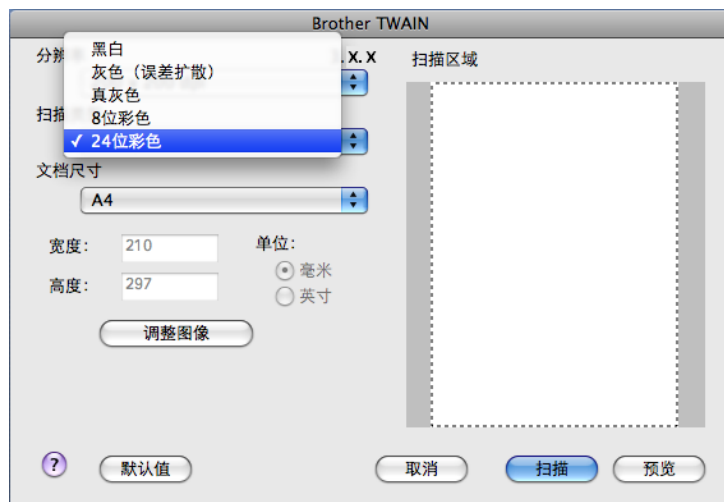 Brother TWAIN
分辨
X. X
扫描区域
黑白
灰色（误差扩散）
真灰色
8位彩色
扫描
✓ 24位彩色
文档尺寸
A4
宽度：
210
单位：
毫米
高度：
297
英寸
调整图像
?
默认值
取消
扫描
预览